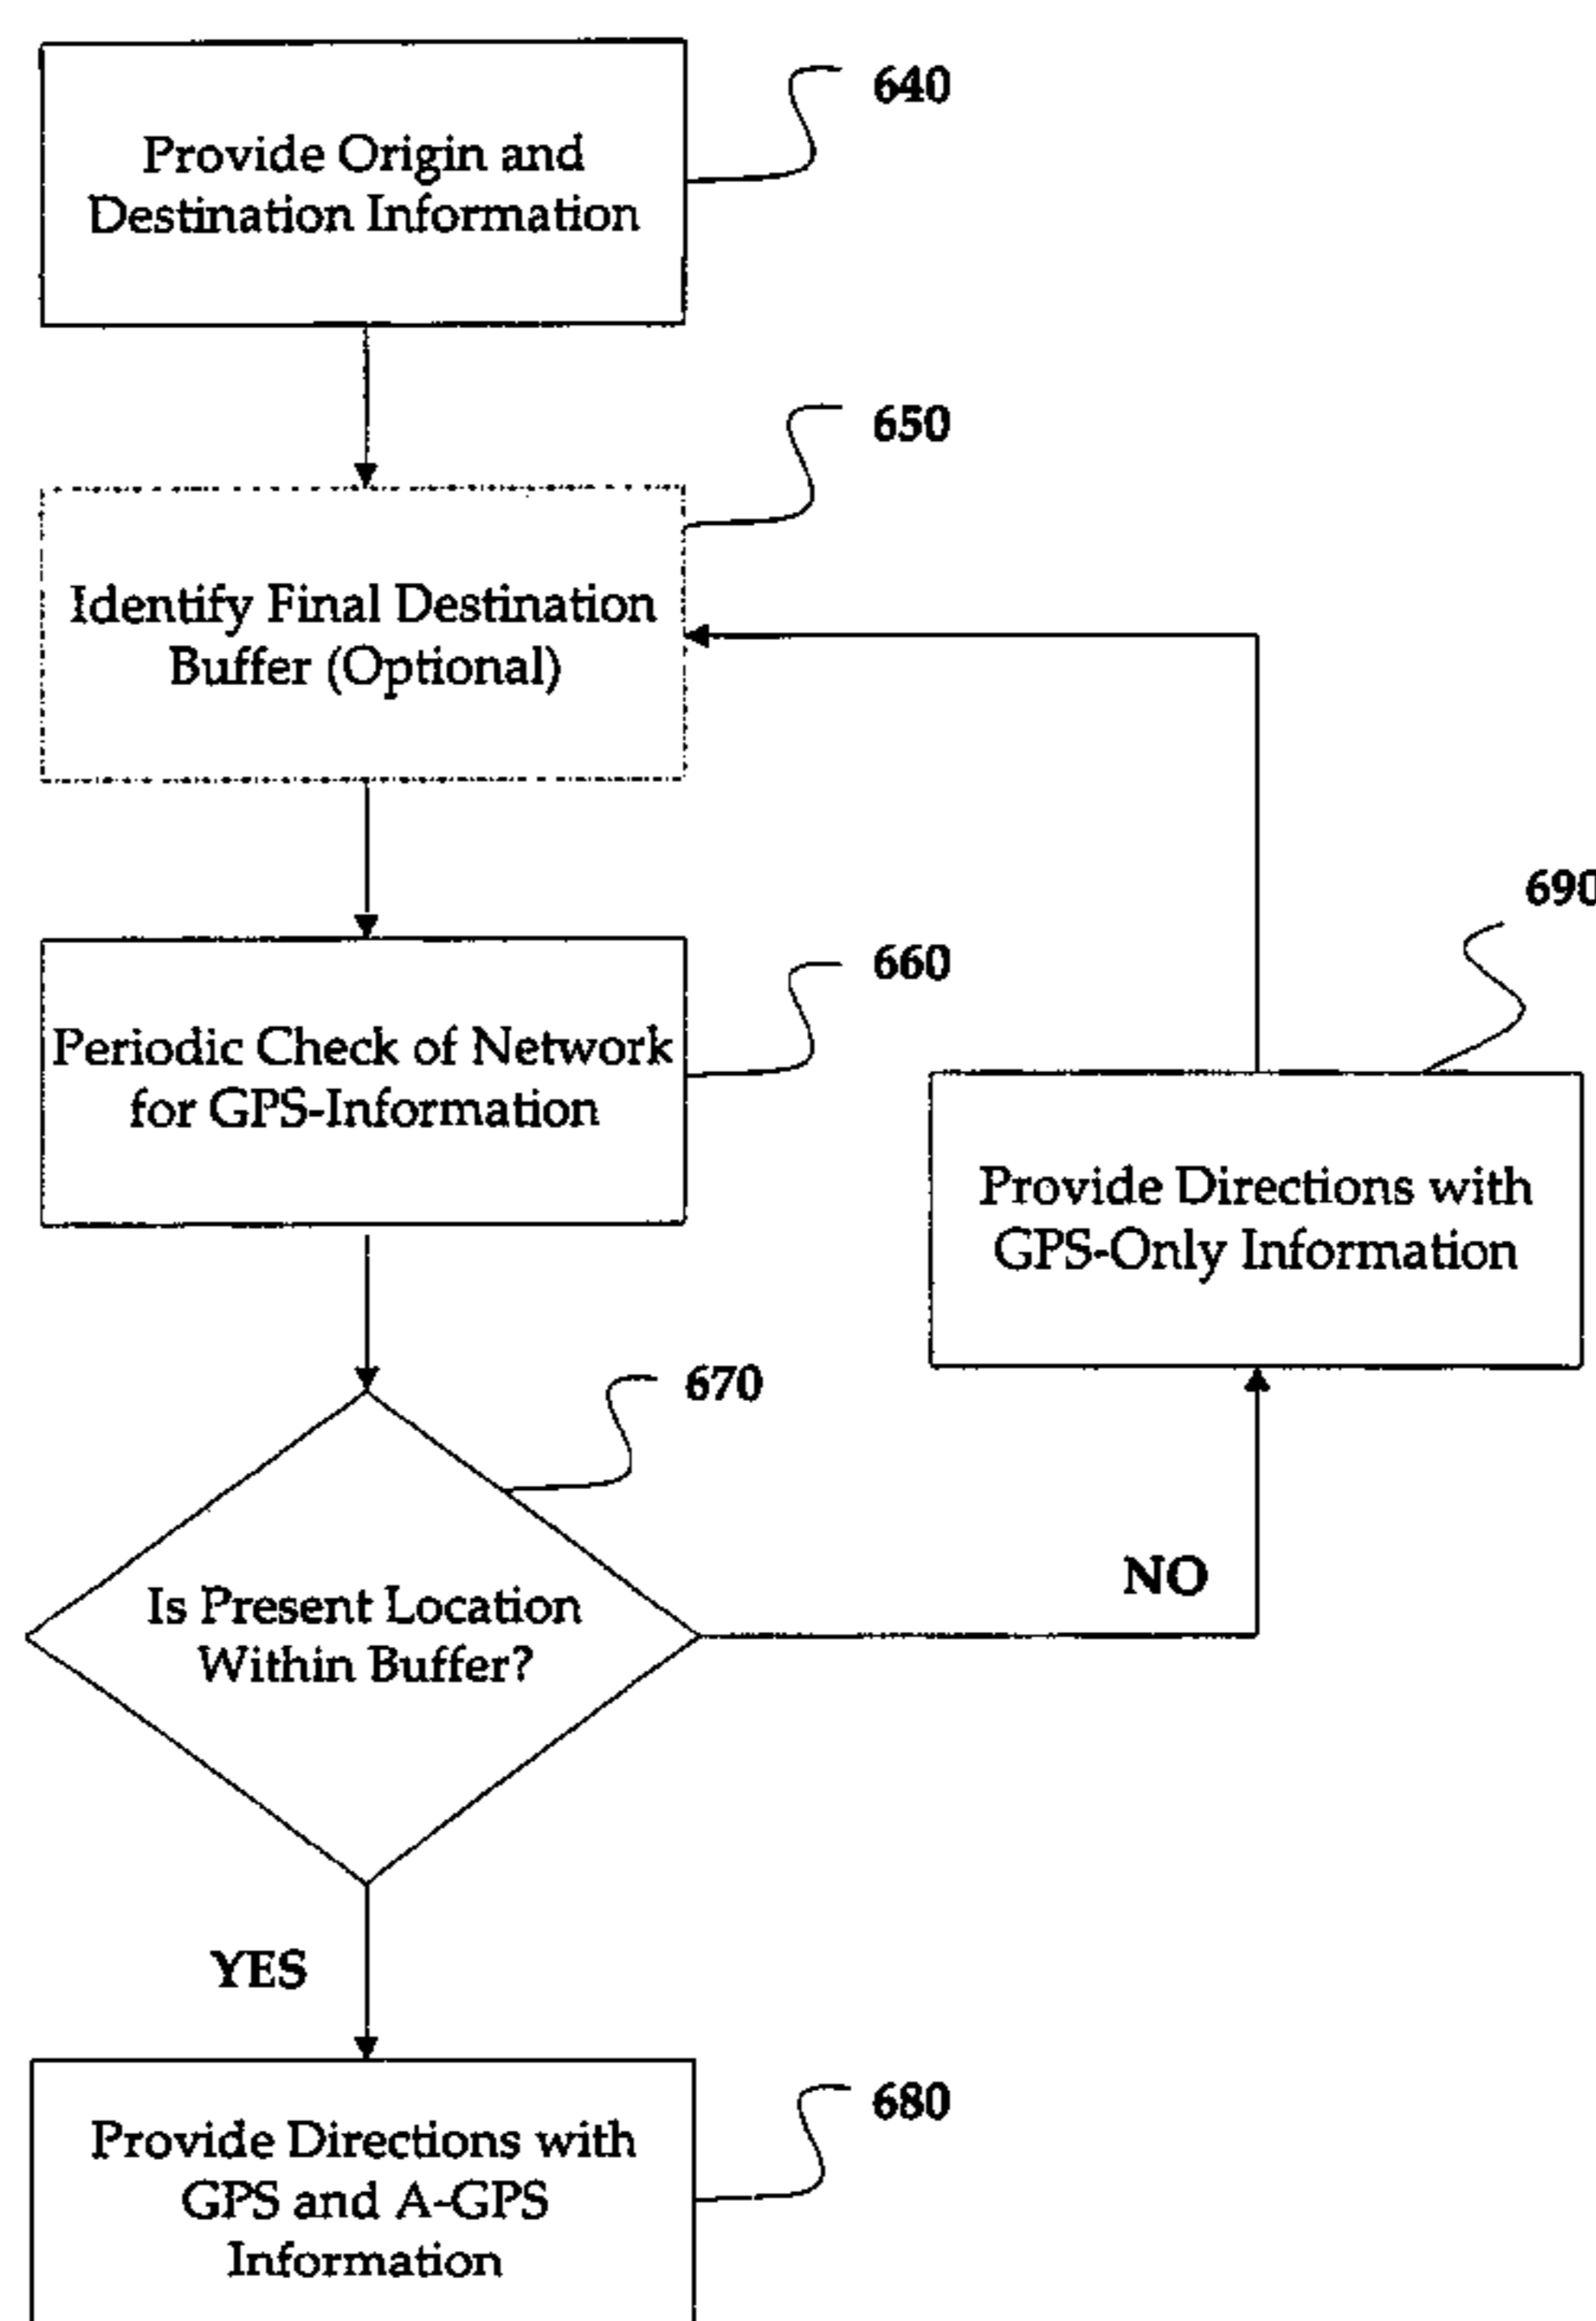 640
Provide Origin and
Destination Information
650
Identify Final Destination
Buffer (Optional)
660
Periodic Check of Network
for GPS-Information
690
Provide Directions with
GPS-Only Information
670
Is Present Location
Within Buffer?
NO
YES
680
Provide Directions with
GPS and A-GPS
Information